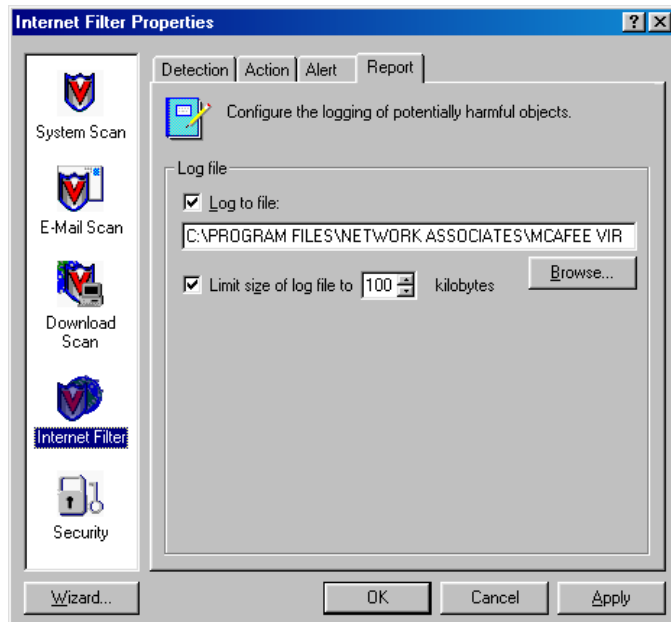 Internet Filter Properties
System Scan
E-Mail Scan
Download
Scan
Internet Filter
Security
Detection
Action
Alert
Report
Configure the logging of potentially harmful objects.
Log file
Log to file:
C:\PROGRAM FILES\NETWORK ASSOCIATES\MCAFEE VIR
Browse...
Limit size of log file to 100 kilobytes
Wizard...
OK
Cancel
Apply